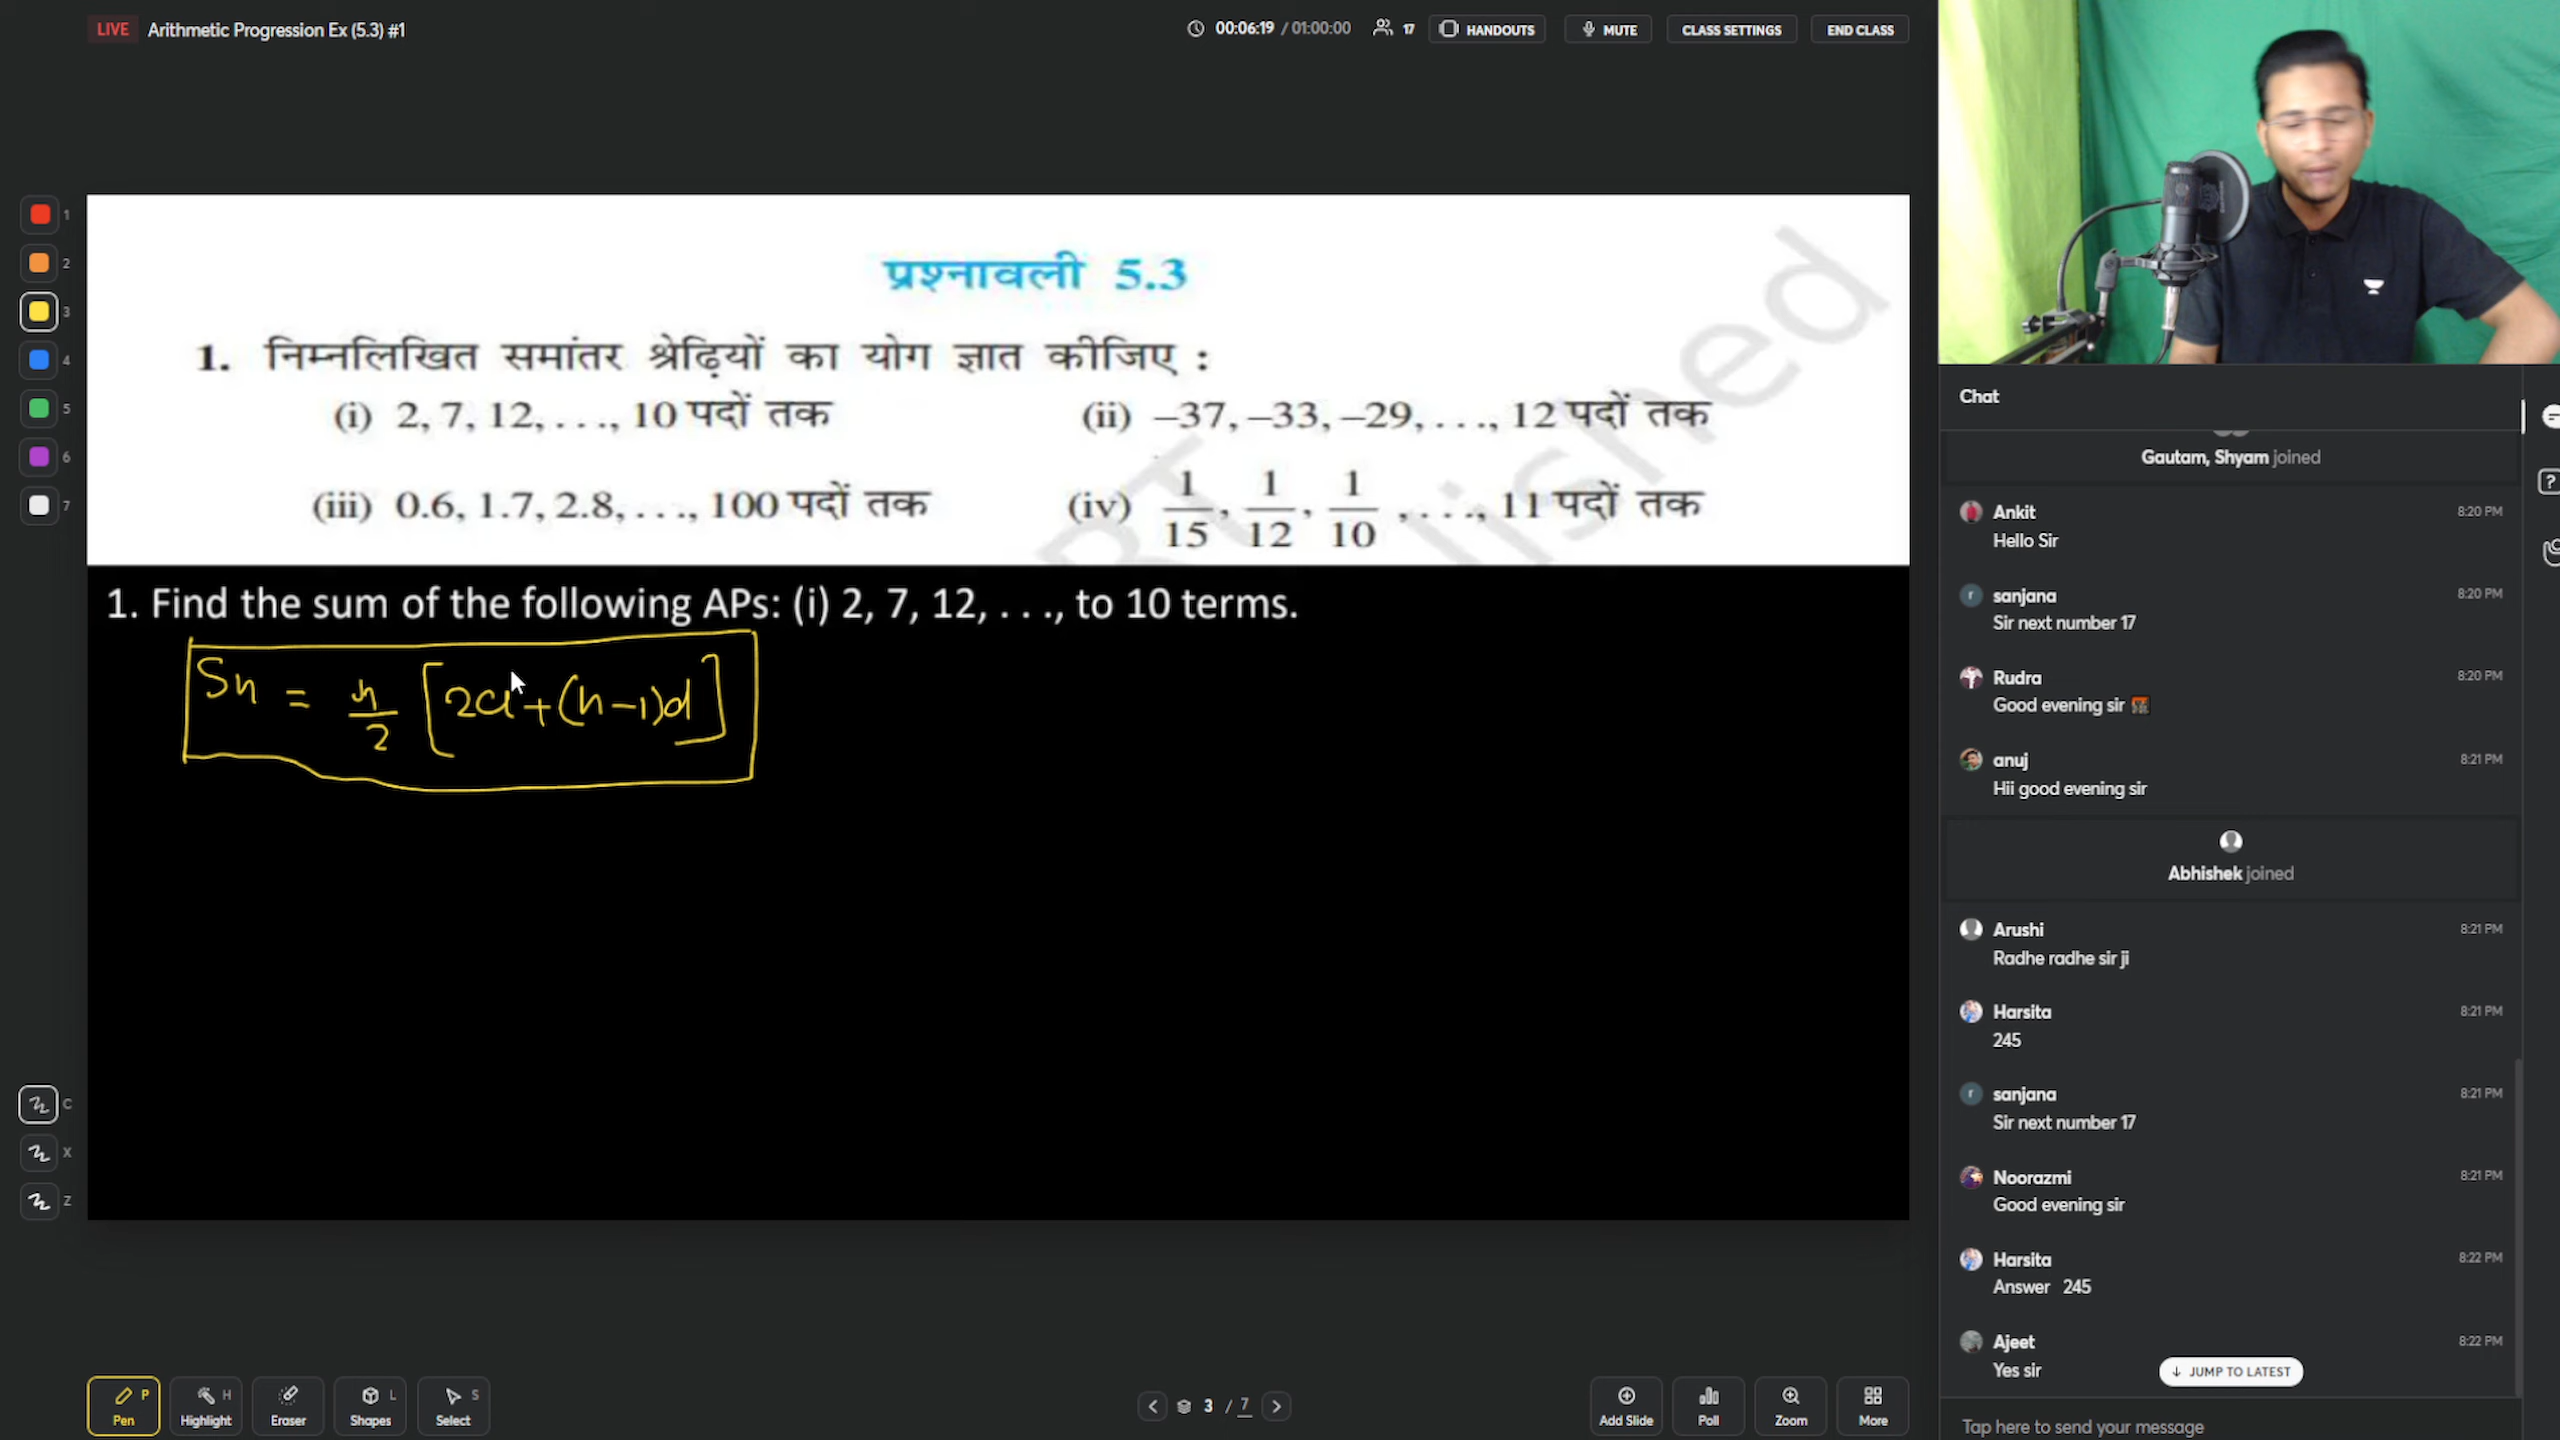 LIVE Arithmetic Progression Ex (5.3) #1
00:06:19 / 01:00:00 17 HANDOUTS MUTE CLASS SETTINGS END CLASS
1
2
3
4
5
6
7
प्रश्नावली 5.3
1. निम्नलिखित समांतर श्रेढ़ियों का योग ज्ञात कीजिए :
(i) 2, 7, 12, . . ., 10 पदों तक (ii) –37, –33, –29, . . ., 12 पदों तक
(iii) 0.6, 1.7, 2.8, . . ., 100 पदों तक (iv) 1/15, 1/12, 1/10, . . ., 11 पदों तक
1. Find the sum of the following APs: (i) 2, 7, 12, . . ., to 10 terms.
Sn = n/2 [2a+(n-1)d]
C
X
Z
P Pen H Highlight Eraser L Shapes S Select
3 / 7
Add Slide Poll Zoom More
Chat
Gautam, Shyam joined
Ankit 8:20 PM
Hello Sir
r sanjana 8:20 PM
Sir next number 17
Rudra 8:20 PM
Good evening sir
anuj 8:21 PM
Hii good evening sir
Abhishek joined
Arushi 8:21 PM
Radhe radhe sir ji
Harsita 8:21 PM
245
r sanjana 8:21 PM
Sir next number 17
Noorazmi 8:21 PM
Good evening sir
Harsita 8:22 PM
Answer 245
Ajeet 8:22 PM
Yes sir
JUMP TO LATEST
Tap here to send your message